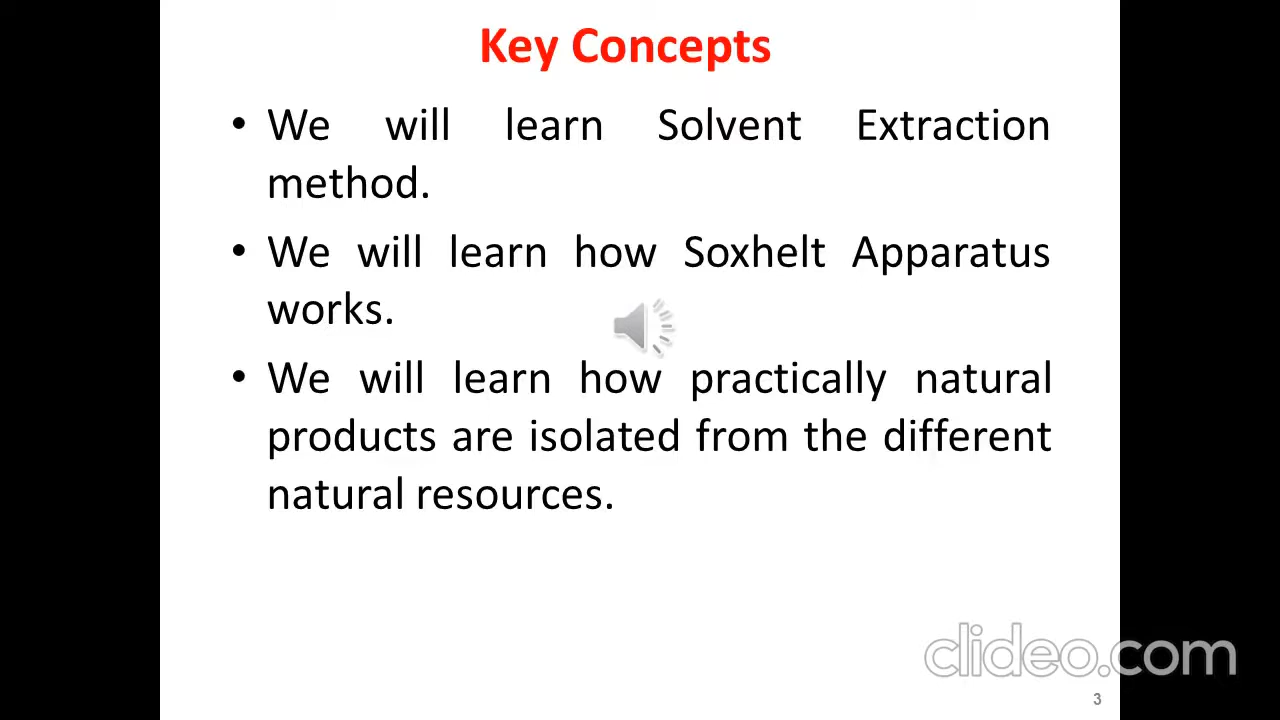 Key Concepts
• We will learn Solvent Extraction
method.
• We will learn how Soxhelt Apparatus
works.
• We will learn how practically natural
products are isolated from the different
natural resources.
clideo.com
3